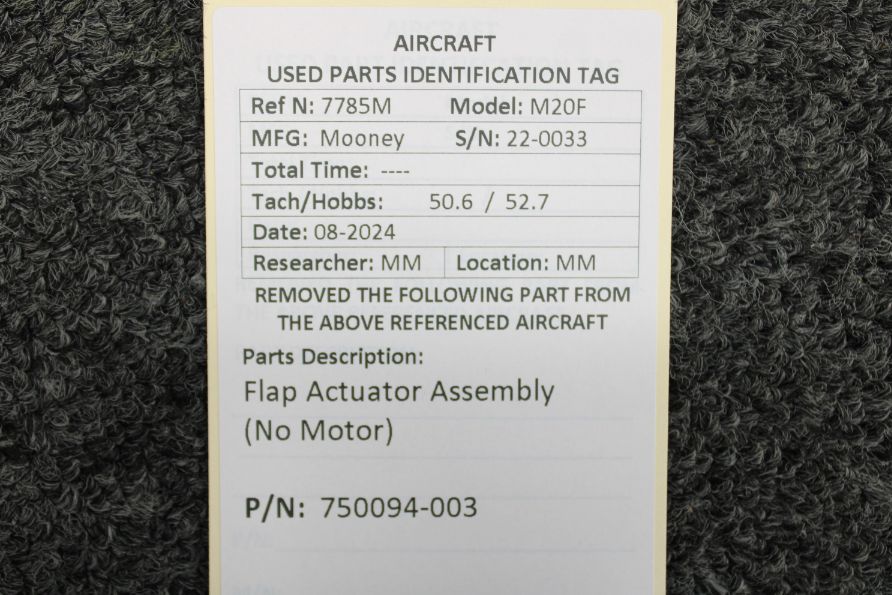 AIRCRAFT
USED PARTS IDENTIFICATION TAG
Ref N: 7785M Model: M20F
MFG: Mooney S/N: 22-0033
Total Time: ----
Tach/Hobbs: 50.6 / 52.7
Date: 08-2024
Researcher: MM Location: MM
REMOVED THE FOLLOWING PART FROM
THE ABOVE REFERENCED AIRCRAFT
Parts Description:
Flap Actuator Assembly
(No Motor)
P/N: 750094-003